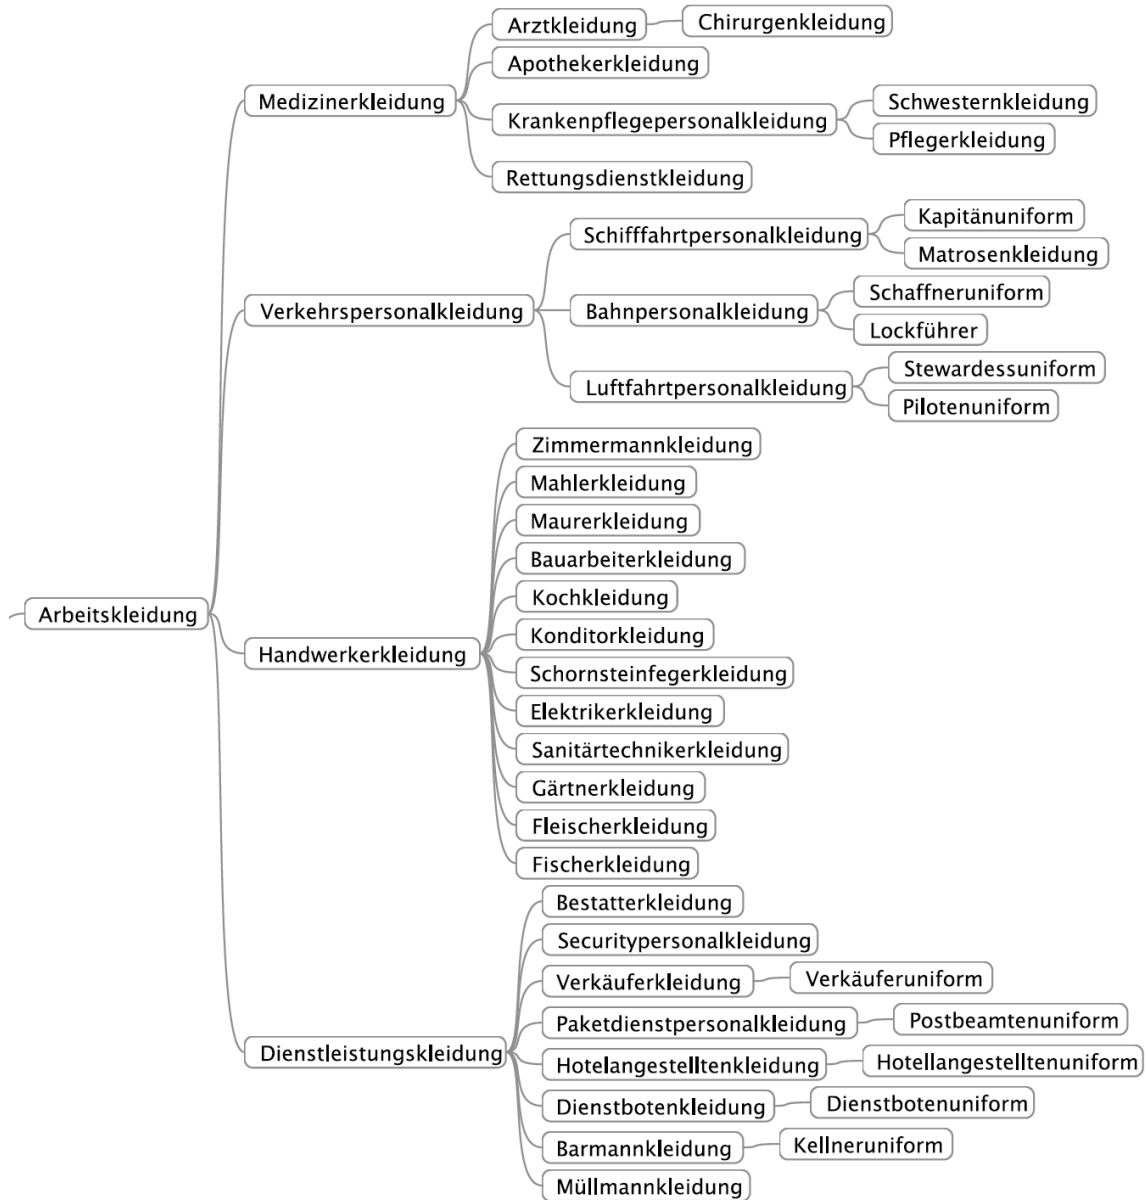 Arbeitskleidung
Medizinerkleidung
Arztkleidung
Chirurgenkleidung
Apothekerkleidung
Krankenpflegepersonalkleidung
Schwesternkleidung
Pflegerkleidung
Rettungsdienstkleidung
Verkehrspersonalkleidung
Schifffahrtpersonalkleidung
Kapitänuniform
Matrosenkleidung
Bahnpersonalkleidung
Schaffneruniform
Lockführer
Luftfahrtpersonalkleidung
Stewardessuniform
Pilotenuniform
Handwerkerkleidung
Zimmermannkleidung
Mahlerkleidung
Maurerkleidung
Bauarbeiterkleidung
Kochkleidung
Konditorkleidung
Schornsteinfegerkleidung
Elektrikerkleidung
Sanitärtechnikerkleidung
Gärtnerkleidung
Fleischerkleidung
Fischerkleidung
Dienstleistungskleidung
Bestatterkleidung
Securitypersonalkleidung
Verkäuferkleidung
Verkäuferuniform
Paketdienstpersonalkleidung
Postbeamtenuniform
Hotelangestelltenkleidung
Hotellangestelltenuniform
Dienstbotenkleidung
Dienstbotenuniform
Barmannkleidung
Kellneruniform
Müllmannkleidung